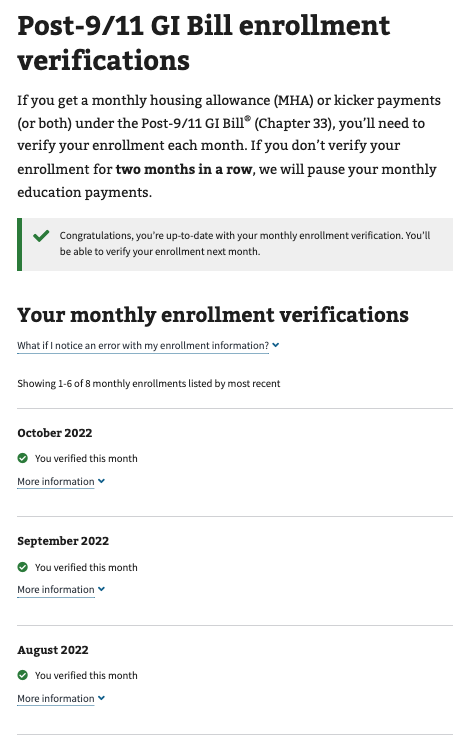 Post-9/11 GI Bill enrollment
verifications
If you get a monthly housing allowance (MHA) or kicker payments
(or both) under the Post-9/11 GI Bill® (Chapter 33), you’ll need to
verify your enrollment each month. If you don’t verify your
enrollment for two months in a row, we will pause your monthly
education payments.
Congratulations, you’re up-to-date with your monthly enrollment verification. You’ll
be able to verify your enrollment next month.
Your monthly enrollment verifications
What if I notice an error with my enrollment information?
Showing 1-6 of 8 monthly enrollments listed by most recent
October 2022
You verified this month
More information
September 2022
You verified this month
More information
August 2022
You verified this month
More information